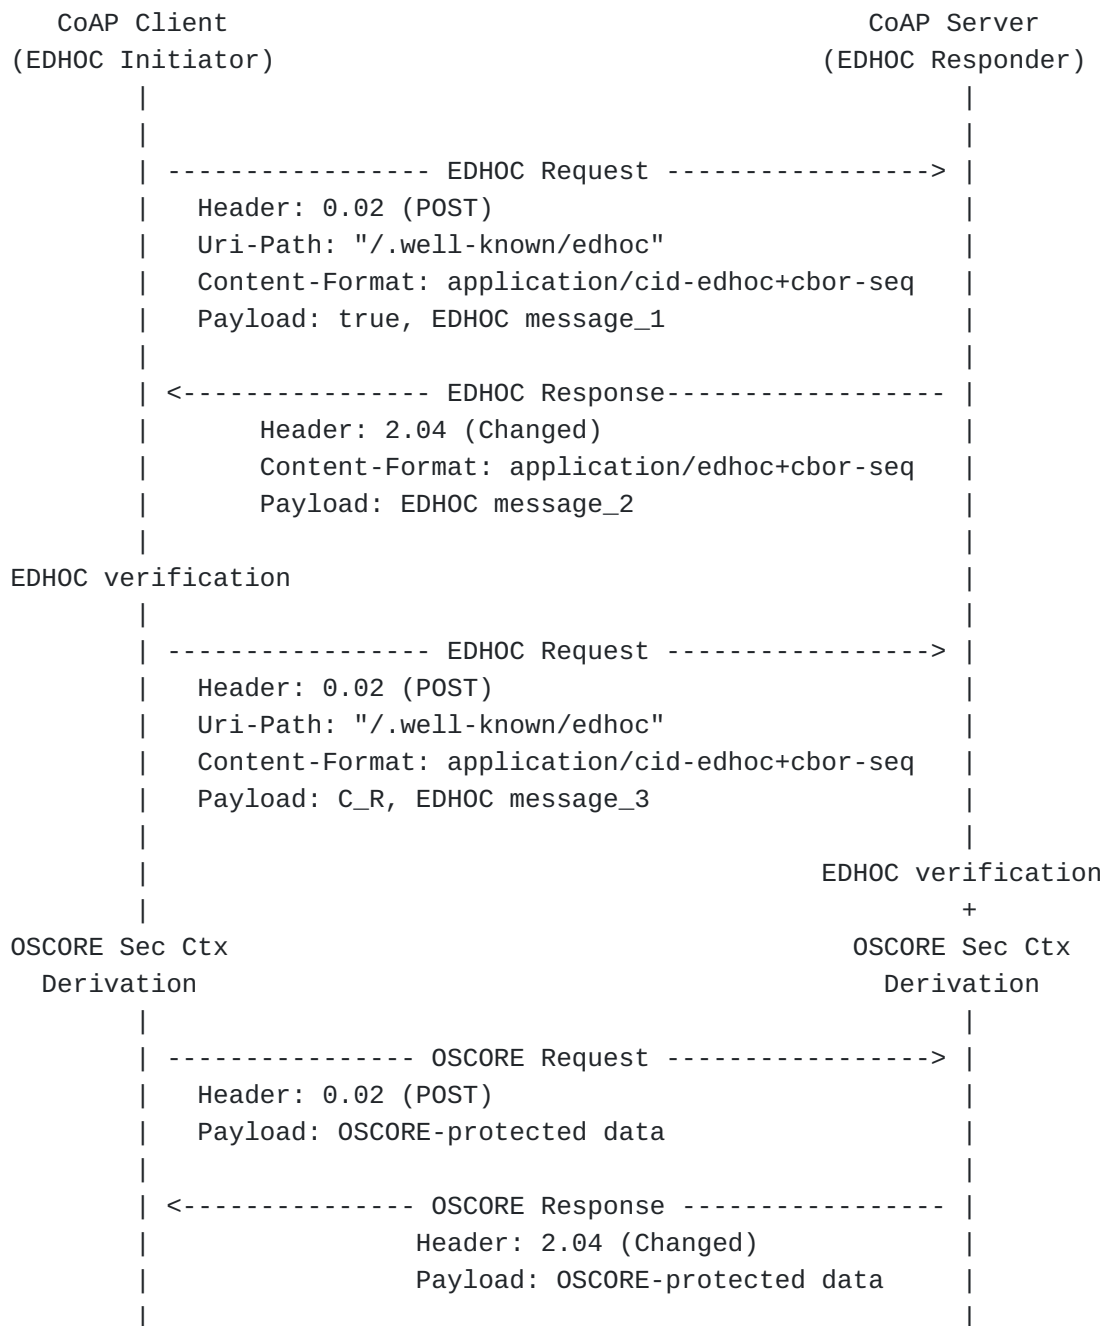 CoAP Client                                         CoAP Server
(EDHOC Initiator)                                   (EDHOC Responder)
        |                                                     |
        |                                                     |
        | ----------------- EDHOC Request -----------------> |
        |   Header: 0.02 (POST)                               |
        |   Uri-Path: "/.well-known/edhoc"                    |
        |   Content-Format: application/cid-edhoc+cbor-seq    |
        |   Payload: true, EDHOC message_1                    |
        |                                                     |
        | <---------------- EDHOC Response------------------ |
        |       Header: 2.04 (Changed)                        |
        |       Content-Format: application/edhoc+cbor-seq    |
        |       Payload: EDHOC message_2                      |
        |                                                     |
EDHOC verification                                            |
        |                                                     |
        | ----------------- EDHOC Request -----------------> |
        |   Header: 0.02 (POST)                               |
        |   Uri-Path: "/.well-known/edhoc"                    |
        |   Content-Format: application/cid-edhoc+cbor-seq    |
        |   Payload: C_R, EDHOC message_3                     |
        |                                                     |
        |                                           EDHOC verification
        |                                                     +
OSCORE Sec Ctx                                        OSCORE Sec Ctx
  Derivation                                            Derivation
        |                                                     |
        | ---------------- OSCORE Request -----------------> |
        |   Header: 0.02 (POST)                               |
        |   Payload: OSCORE-protected data                    |
        |                                                     |
        | <--------------- OSCORE Response ----------------- |
        |                 Header: 2.04 (Changed)              |
        |                 Payload: OSCORE-protected data      |
        |                                                     |